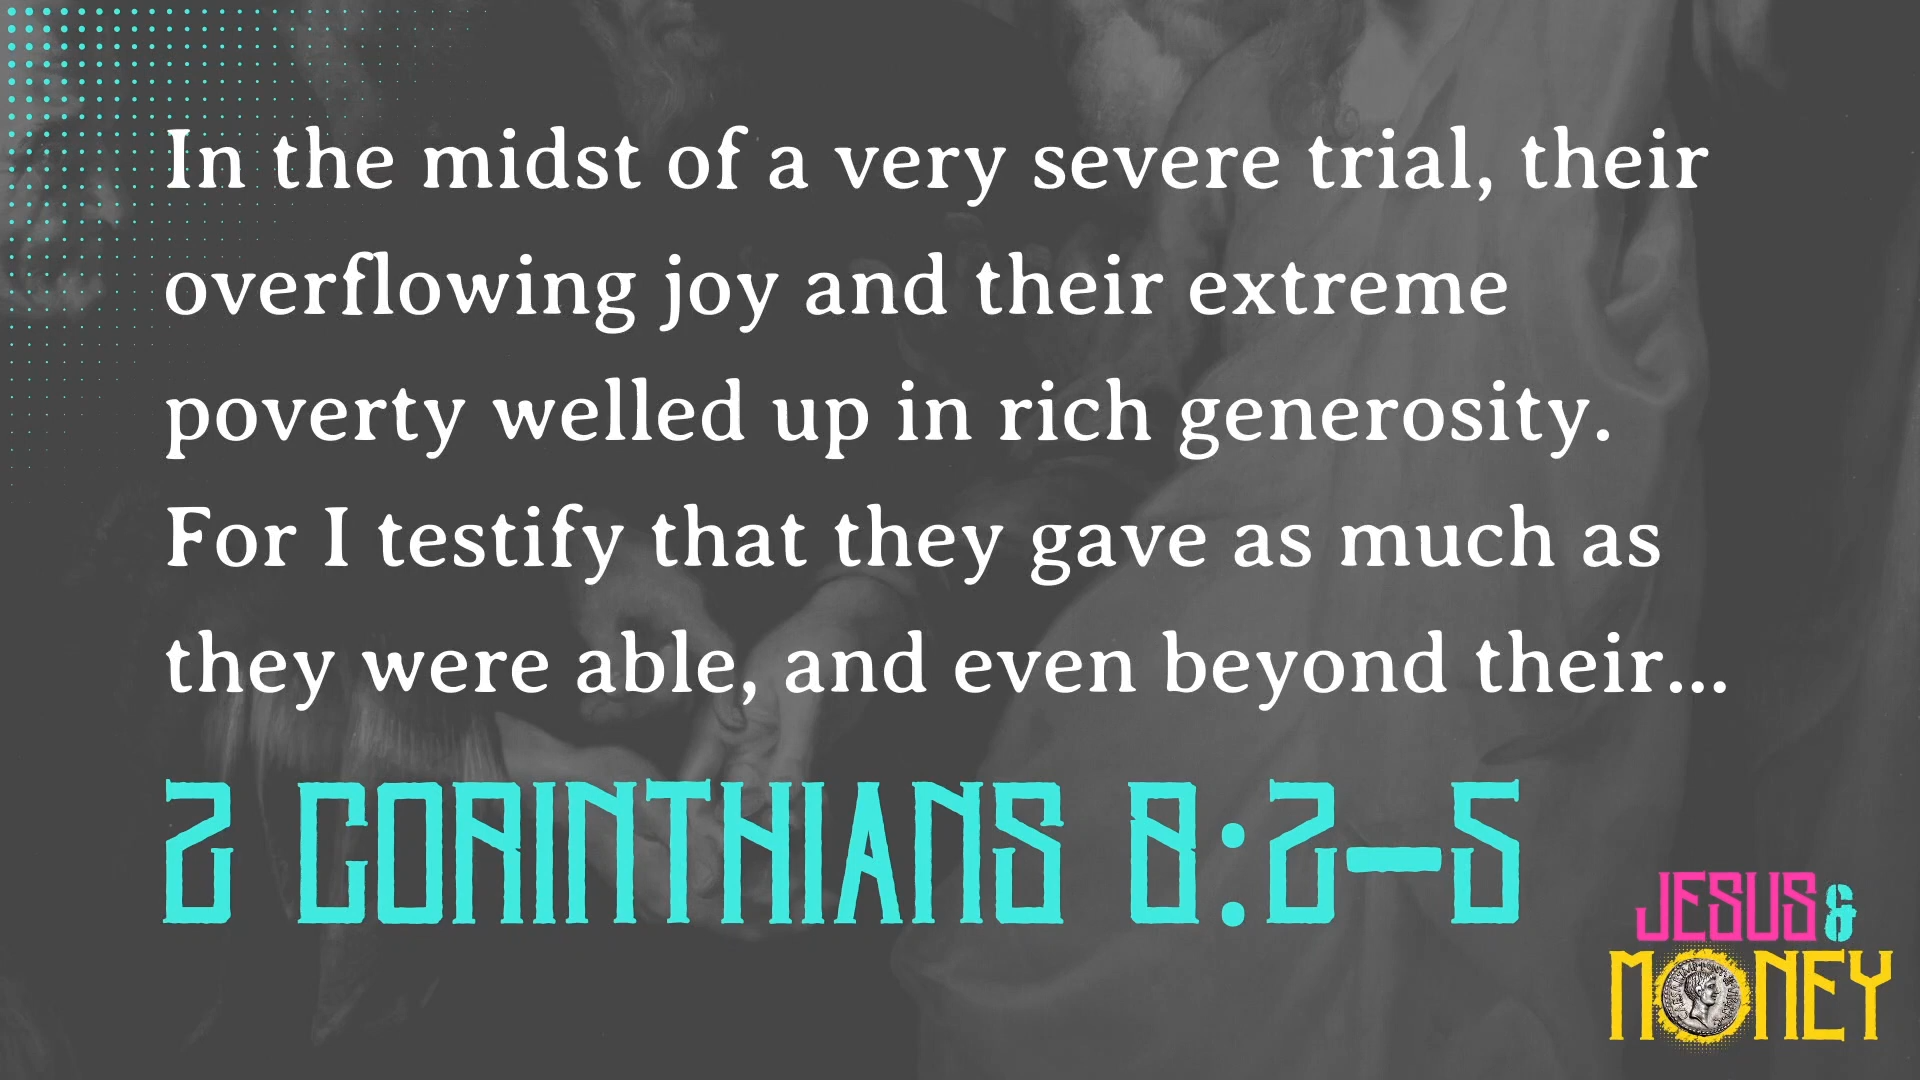 In the midst of a very severe trial, their
overflowing joy and their extreme
poverty welled up in rich generosity.
For I testify that they gave as much as
they were able, and even beyond their...
2 CORINTHIANS 8:2–5
JESUS &
MONEY